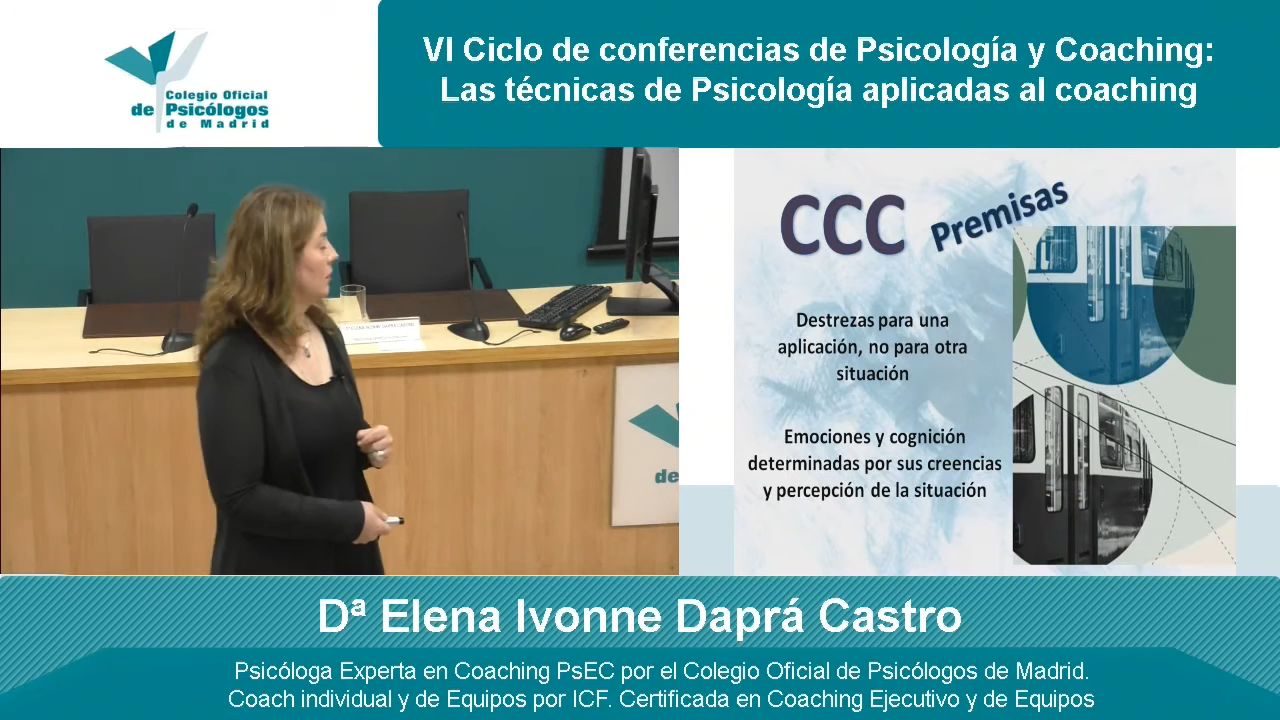 Colegio Oficial
de Psicólogos
de Madrid
VI Ciclo de conferencias de Psicología y Coaching:
Las técnicas de Psicología aplicadas al coaching
CCC Premisas
Destrezas para una
aplicación, no para otra
situación
Emociones y cognición
determinadas por sus creencias
y percepción de la situación
de
Dª Elena Ivonne Daprá Castro
Psicóloga Experta en Coaching PsEC por el Colegio Oficial de Psicólogos de Madrid.
Coach individual y de Equipos por ICF. Certificada en Coaching Ejecutivo y de Equipos